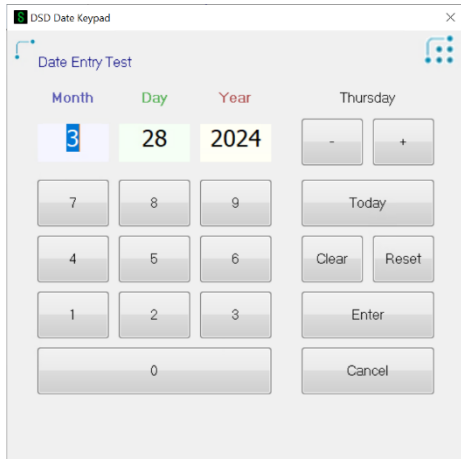 DSD Date Keypad
Date Entry Test
Month Day Year Thursday
3 28 2024 - +
7 8 9 Today
4 5 6 Clear Reset
1 2 3 Enter
0 Cancel